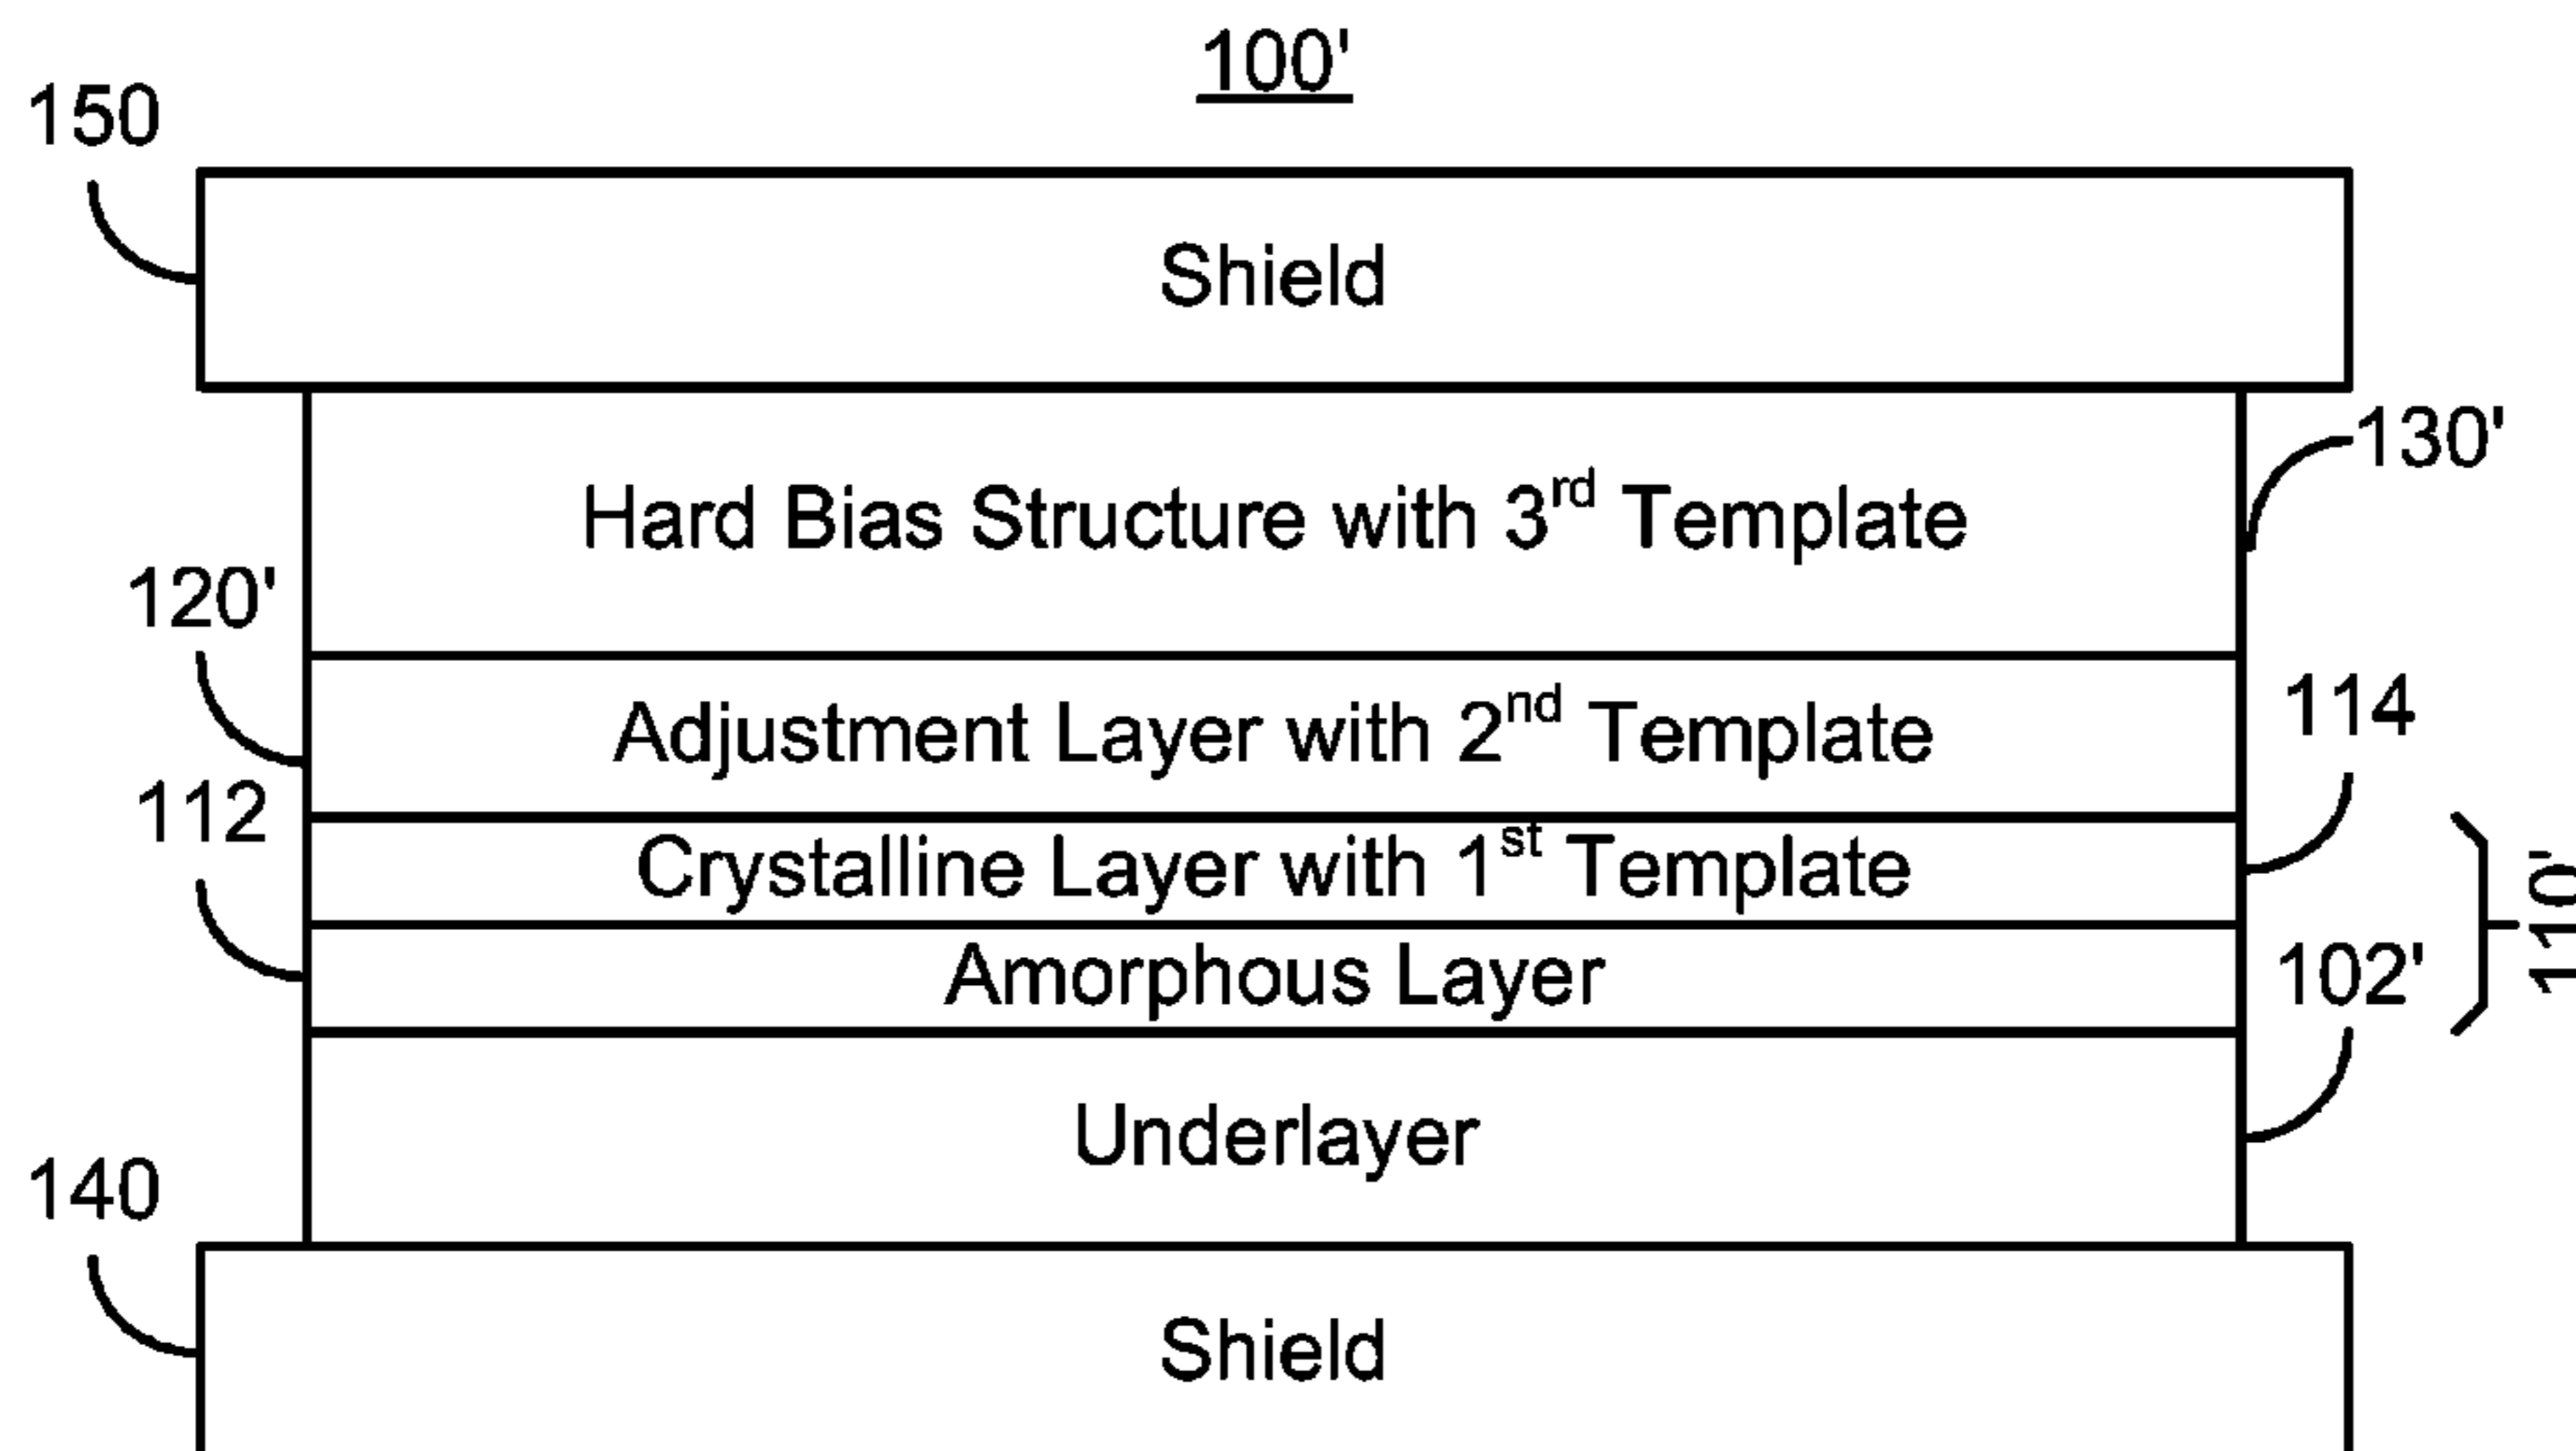 100'
150
Shield
130'
Hard Bias Structure with 3rd Template
120'
Adjustment Layer with 2nd Template
114
112
Crystalline Layer with 1st Template
110'
Amorphous Layer
102'
Underlayer
140
Shield